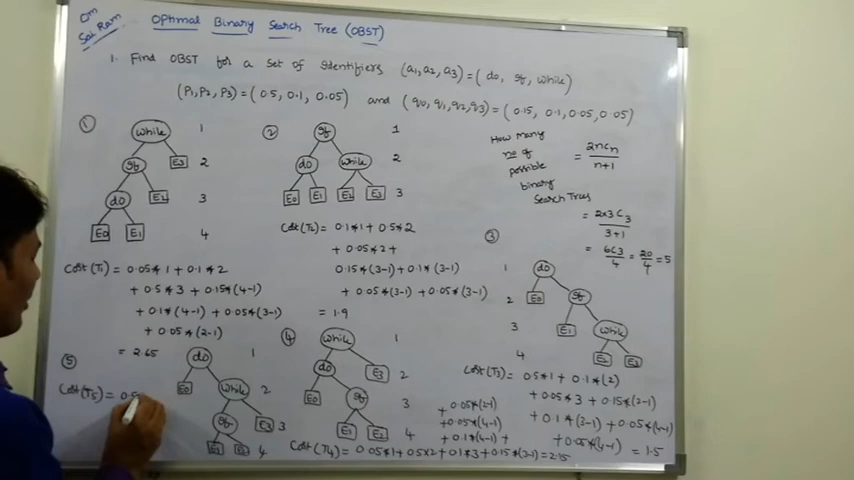 Om
Sai Ram
Optimal Binary Search Tree (OBST)
1. Find OBST for a set of identifiers (a1,a2,a3) = (do, if, while)
(P1,P2,P3) = (0.5, 0.1, 0.05) and (q0,q1,q2,q3) = (0.15, 0.1, 0.05, 0.05)
1
while 1
if E3 2
do E2 3
E0 E1 4
Cost(T1) = 0.05*1 + 0.1*2
+ 0.5*3 + 0.15*(4-1)
+ 0.1*(4-1) + 0.05*(3-1)
+ 0.05*(2-1)
= 2.65
2
if 1
do while 2
E0 E1 E2 E3 3
Cost(T2) = 0.1*1 + 0.5*2
+ 0.05*2 +
0.15*(3-1) + 0.1*(3-1)
+ 0.05*(3-1) + 0.05*(3-1)
= 1.9
How many
no of
possible
binary
Search Trees
= 2nCn
n+1
= 2x3C3
3+1
= 6C3 = 20 = 5
4 4
3
1 do
2 E0 if
3 E1 while
4 E2 E3
Cost(T3) = 0.5*1 + 0.1*(2)
+ 0.05*3 + 0.15*(2-1)
+ 0.1*(3-1) + 0.05*(4-1)
+ 0.05*(4-1) = 1.5
4
while 1
do E3 2
E0 if 3
E1 E2 4
+ 0.05*(2-1)
+ 0.05*(4-1)
+ 0.1*(4-1) +
Cost(T4) = 0.05*1 + 0.5x2 + 0.1*3 + 0.15*(3-1) = 2.15
5
do 1
E0 while 2
if E3 3
E1 E2 4
Cost(T5) = 0.5